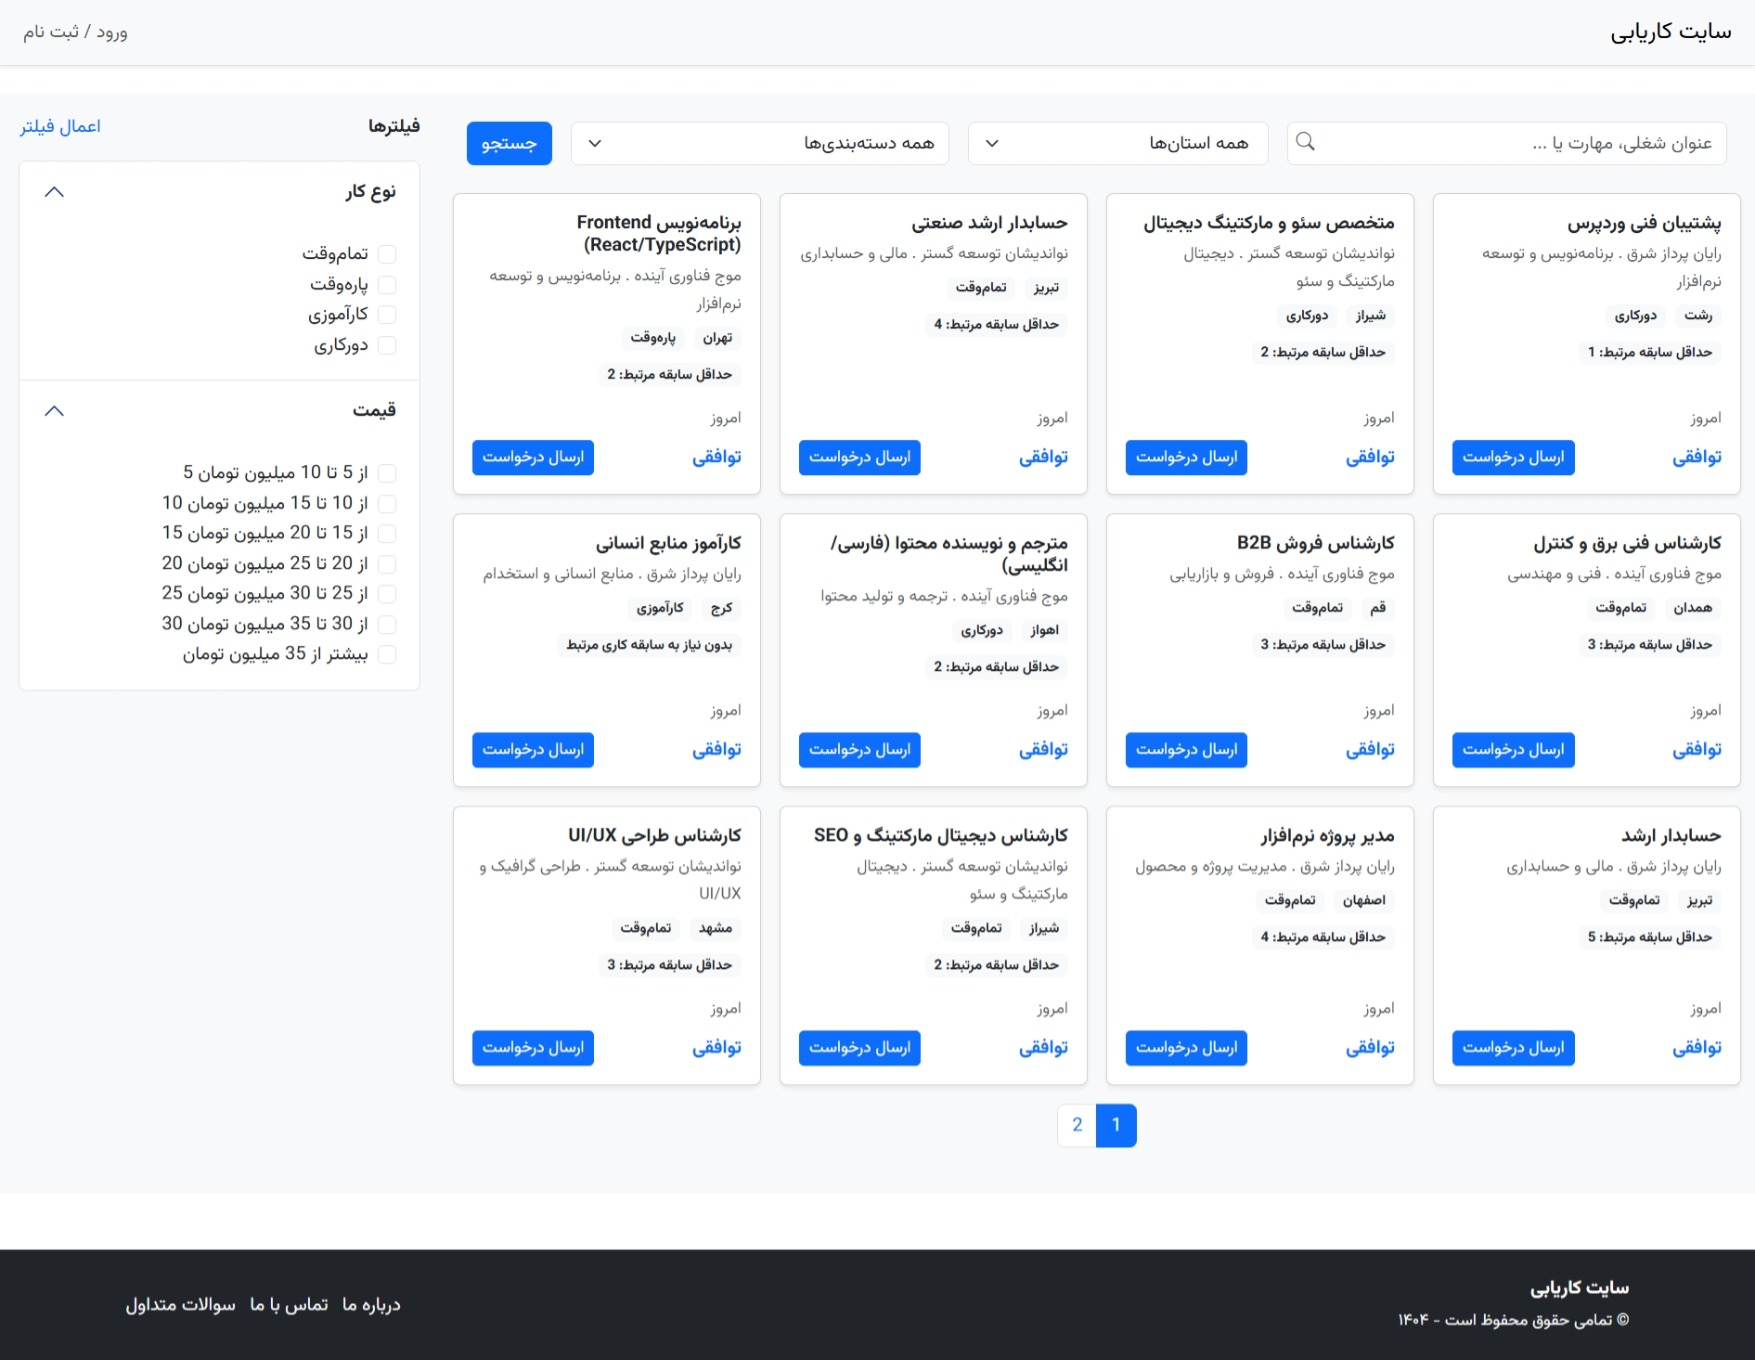 سایت کاریابی
ورود / ثبت نام
عنوان شغلی، مهارت یا ...
همه استان‌ها
همه دسته‌بندی‌ها
جستجو
پشتیبان فنی وردپرس
رایان پرداز شرق . برنامه‌نویس و توسعه
نرم‌افزار
رشت دورکاری
حداقل سابقه مرتبط: 1
امروز
توافقی
ارسال درخواست
متخصص سئو و مارکتینگ دیجیتال
نواندیشان توسعه گستر . دیجیتال
مارکتینگ و سئو
شیراز دورکاری
حداقل سابقه مرتبط: 2
امروز
توافقی
ارسال درخواست
حسابدار ارشد صنعتی
نواندیشان توسعه گستر . مالی و حسابداری
تبریز تمام‌وقت
حداقل سابقه مرتبط: 4
امروز
توافقی
ارسال درخواست
برنامه‌نویس Frontend
(React/TypeScript)
موج فناوری آینده . برنامه‌نویس و توسعه
نرم‌افزار
تهران پاره‌وقت
حداقل سابقه مرتبط: 2
امروز
توافقی
ارسال درخواست
کارشناس فنی برق و کنترل
موج فناوری آینده . فنی و مهندسی
همدان تمام‌وقت
حداقل سابقه مرتبط: 3
امروز
توافقی
ارسال درخواست
کارشناس فروش B2B
موج فناوری آینده . فروش و بازاریابی
قم تمام‌وقت
حداقل سابقه مرتبط: 3
امروز
توافقی
ارسال درخواست
مترجم و نویسنده محتوا (فارسی/
انگلیسی)
موج فناوری آینده . ترجمه و تولید محتوا
اهواز دورکاری
حداقل سابقه مرتبط: 2
امروز
توافقی
ارسال درخواست
کارآموز منابع انسانی
رایان پرداز شرق . منابع انسانی و استخدام
کرج کارآموزی
بدون نیاز به سابقه کاری مرتبط
امروز
توافقی
ارسال درخواست
حسابدار ارشد
رایان پرداز شرق . مالی و حسابداری
تبریز تمام‌وقت
حداقل سابقه مرتبط: 5
امروز
توافقی
ارسال درخواست
مدیر پروژه نرم‌افزار
رایان پرداز شرق . مدیریت پروژه و محصول
اصفهان تمام‌وقت
حداقل سابقه مرتبط: 4
امروز
توافقی
ارسال درخواست
کارشناس دیجیتال مارکتینگ و SEO
نواندیشان توسعه گستر . دیجیتال
مارکتینگ و سئو
شیراز تمام‌وقت
حداقل سابقه مرتبط: 2
امروز
توافقی
ارسال درخواست
کارشناس طراحی UI/UX
نواندیشان توسعه گستر . طراحی گرافیک و
UI/UX
مشهد تمام‌وقت
حداقل سابقه مرتبط: 3
امروز
توافقی
ارسال درخواست
1 2
فیلترها
اعمال فیلتر
نوع کار
تمام‌وقت
پاره‌وقت
کارآموزی
دورکاری
قیمت
از 5 تا 10 میلیون تومان 5
از 10 تا 15 میلیون تومان 10
از 15 تا 20 میلیون تومان 15
از 20 تا 25 میلیون تومان 20
از 25 تا 30 میلیون تومان 25
از 30 تا 35 میلیون تومان 30
بیشتر از 35 میلیون تومان
سایت کاریابی
© تمامی حقوق محفوظ است - ۱۴۰۴
درباره ما تماس با ما سوالات متداول